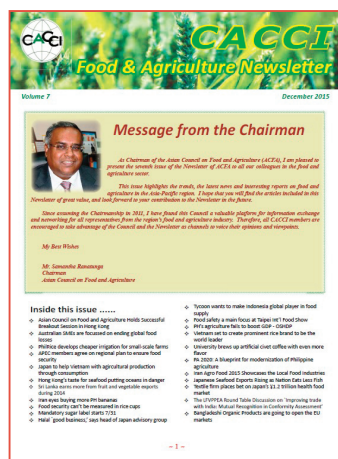 CACCI
CACCI
Food & Agriculture Newsletter
Volume 7
December 2015
Message from the Chairman
As Chairman of the Asian Council on Food and Agriculture (ACFA), I am pleased to
present the seventh issue of the Newsletter of ACFA to all our colleagues in the food and
agriculture sector.
This issue highlights the trends, the latest news and interesting reports on food and
agriculture in the Asia-Pacific region. I hope that you will find the articles included in this
Newsletter of great value, and look forward to your contribution to the Newsletter in the future.
Since assuming the Chairmanship in 2011, I have found this Council a valuable platform for information exchange
and networking for all representatives from the region's food and agriculture industry. Therefore, all CACCI members are
encouraged to take advantage of the Council and the Newsletter as channels to voice their opinions and viewpoints.
My Best Wishes
Mr. Samantha Ranatunga
Chairman
Asian Council on Food and Agriculture
Inside this issue ......
Asian Council on Food and Agriculture Holds Successful
Breakout Session in Hong Kong
Australian SMEs are focussed on ending global food
losses
PhilRice develops cheaper irrigation for small-scale farms
APEC members agree on regional plan to ensure food
security
Japan to help Vietnam with agricultural production
through consumption
Hong Kong's taste for seafood putting oceans in danger
Sri Lanka earns more from fruit and vegetable exports
during 2014
Iran eyes buying more PH bananas
Food security can't be measured in rice cups
Mandatory sugar label starts 7/31
Halal 'good business,' says head of Japan advisory group
Tycoon wants to make Indonesia global player in food
supply
Food safety a main focus at Taipei Int'l Food Show
PH's agriculture fails to boost GDP - OSHDP
Vietnam set to create prominent rice brand to be the
world leader
University brews up artificial civet coffee with even more
flavor
PA 2020: A blueprint for modernization of Philippine
agriculture
Iran Agro Food 2015 Showcases the Local Food Industries
Japanese Seafood Exports Rising as Nation Eats Less Fish
Textile firm places bet on Japan's $1.2 trillion health food
market
The LFVPPEA Round Table Discussion on 'Improving trade
with India: Mutual Recognition in Conformity Assessment'
Bangladeshi Organic Products are going to open the EU
markets
- 1 -